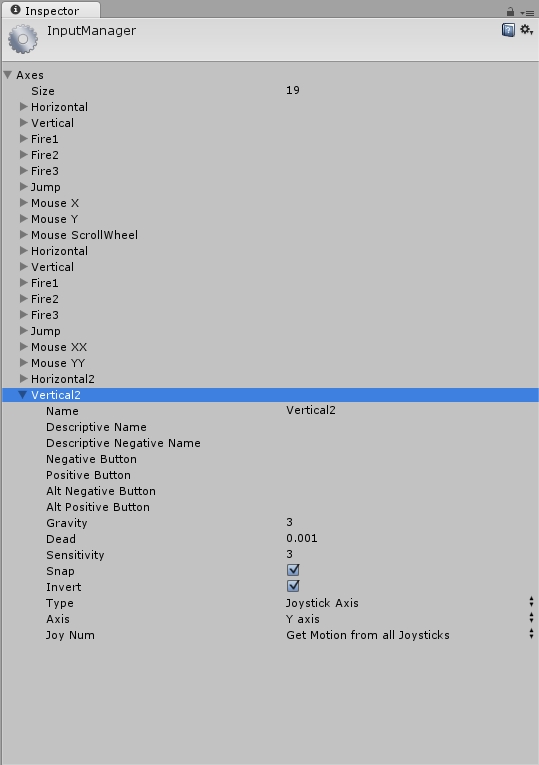 Inspector
InputManager
Axes
Size 19
Horizontal
Vertical
Fire1
Fire2
Fire3
Jump
Mouse X
Mouse Y
Mouse ScrollWheel
Horizontal
Vertical
Fire1
Fire2
Fire3
Jump
Mouse XX
Mouse YY
Horizontal2
Vertical2
Name Vertical2
Descriptive Name
Descriptive Negative Name
Negative Button
Positive Button
Alt Negative Button
Alt Positive Button
Gravity 3
Dead 0.001
Sensitivity 3
Snap
Invert
Type Joystick Axis
Axis Y axis
Joy Num Get Motion from all Joysticks